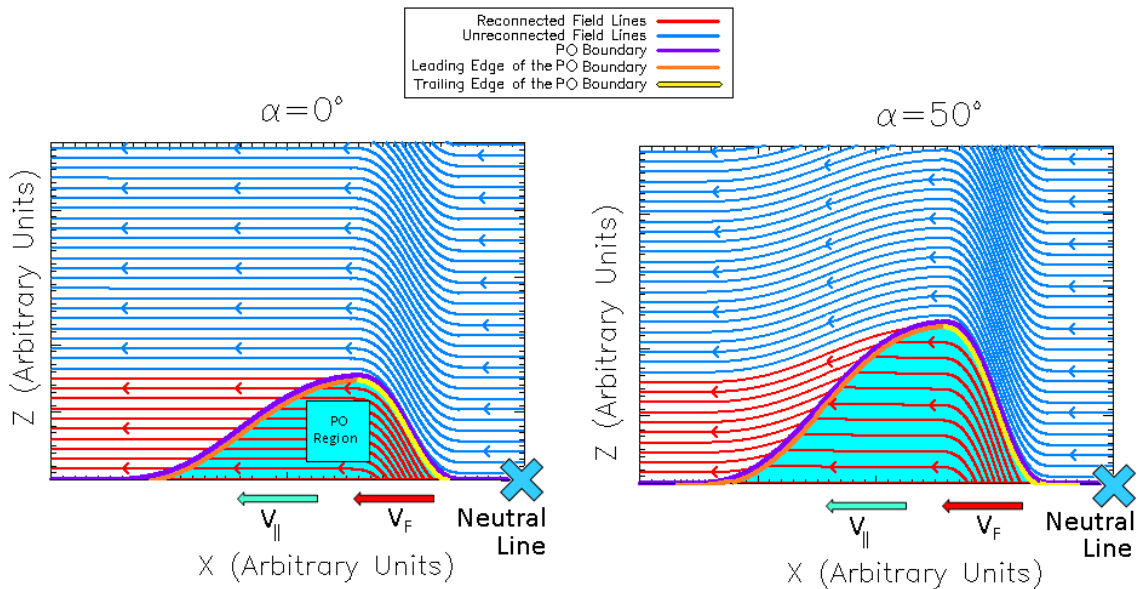 Reconnected Field Lines
Unreconnected Field Lines
PO Boundary
Leading Edge of the PO Boundary
Trailing Edge of the PO Boundary
α=0°
α=50°
Z (Arbitrary Units)
PO
Region
V||
VF
Neutral
Line
X (Arbitrary Units)
Z (Arbitrary Units)
V||
VF
Neutral
Line
X (Arbitrary Units)